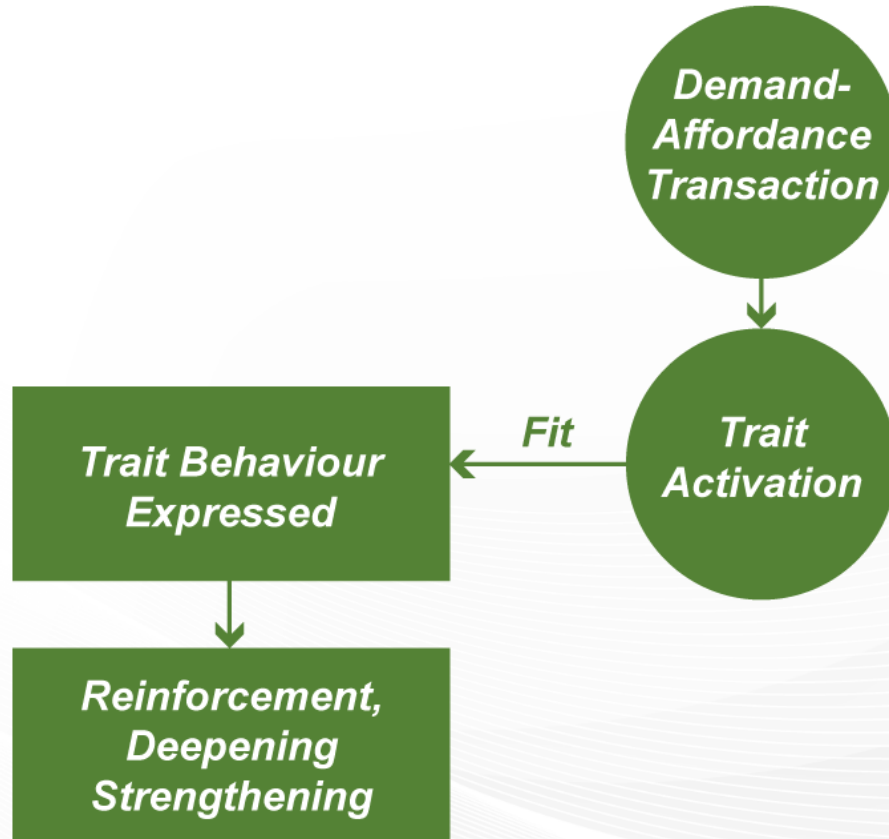 Demand-
Affordance
Transaction
Fit
Trait
Activation
Trait Behaviour
Expressed
Reinforcement,
Deepening
Strengthening